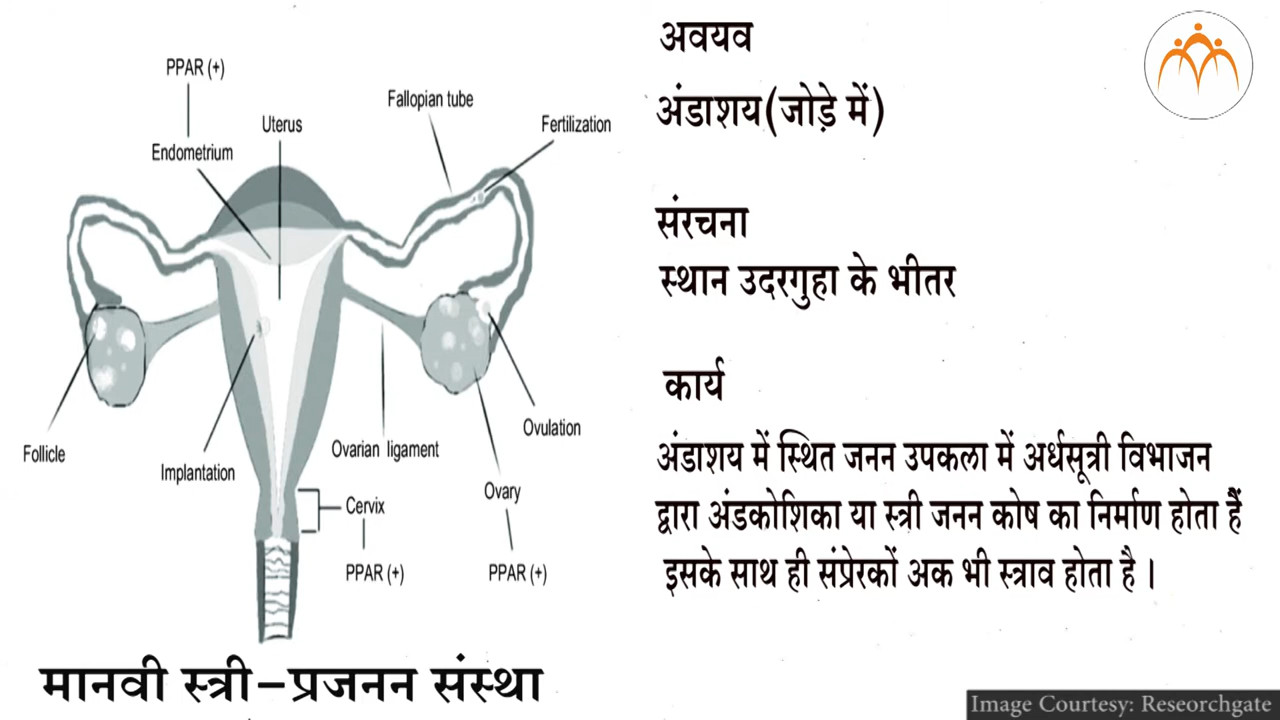 PPAR (+)
Endometrium
Uterus
Fallopian tube
Fertilization
Follicle
Implantation
Ovarian ligament
Ovulation
Ovary
PPAR (+)
Cervix
PPAR (+)
मानवी स्त्री–प्रजनन संस्था
अवयव
अंडाशय(जोड़े में)
संरचना
स्थान उदरगुहा के भीतर
कार्य
अंडाशय में स्थित जनन उपकला में अर्धसूत्री विभाजन
द्वारा अंडकोशिका या स्त्री जनन कोष का निर्माण होता हैं
इसके साथ ही संप्रेरकों अक भी स्त्राव होता है ।
Image Courtesy: Reseorchgate